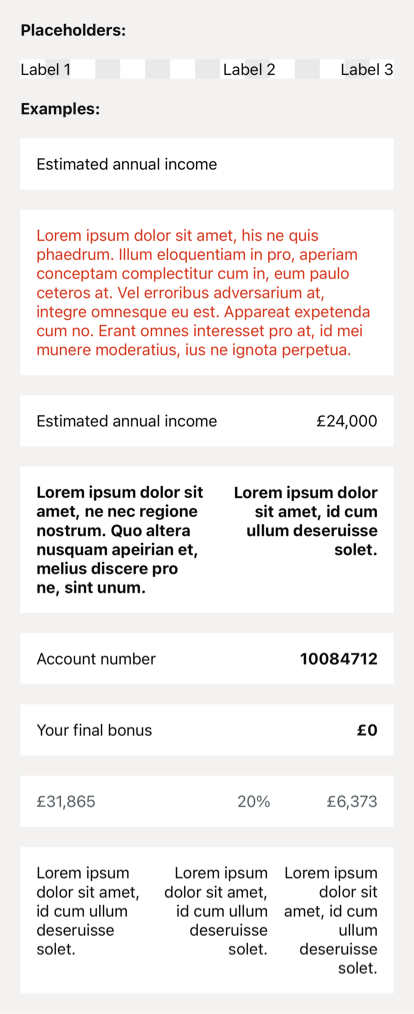 Placeholders:
Label 1 Label 2 Label 3
Examples:
Estimated annual income
Lorem ipsum dolor sit amet, his ne quis
phaedrum. Illum eloquentiam in pro, aperiam
conceptam complectitur cum in, eum paulo
ceteros at. Vel erroribus adversarium at,
integre omnesque eu est. Appareat expetenda
cum no. Erant omnes interesset pro at, id mei
munere moderatius, ius ne ignota perpetua.
Estimated annual income £24,000
Lorem ipsum dolor sit
amet, ne nec regione
nostrum. Quo altera
nusquam apeirian et,
melius discere pro
ne, sint unum.
Lorem ipsum dolor
sit amet, id cum
ullum deseruisse
solet.
Account number 10084712
Your final bonus £0
£31,865 20% £6,373
Lorem ipsum
dolor sit amet,
id cum ullum
deseruisse
solet.
Lorem ipsum
dolor sit amet,
id cum ullum
deseruisse
solet.
Lorem ipsum
dolor sit
amet, id cum
ullum
deseruisse
solet.